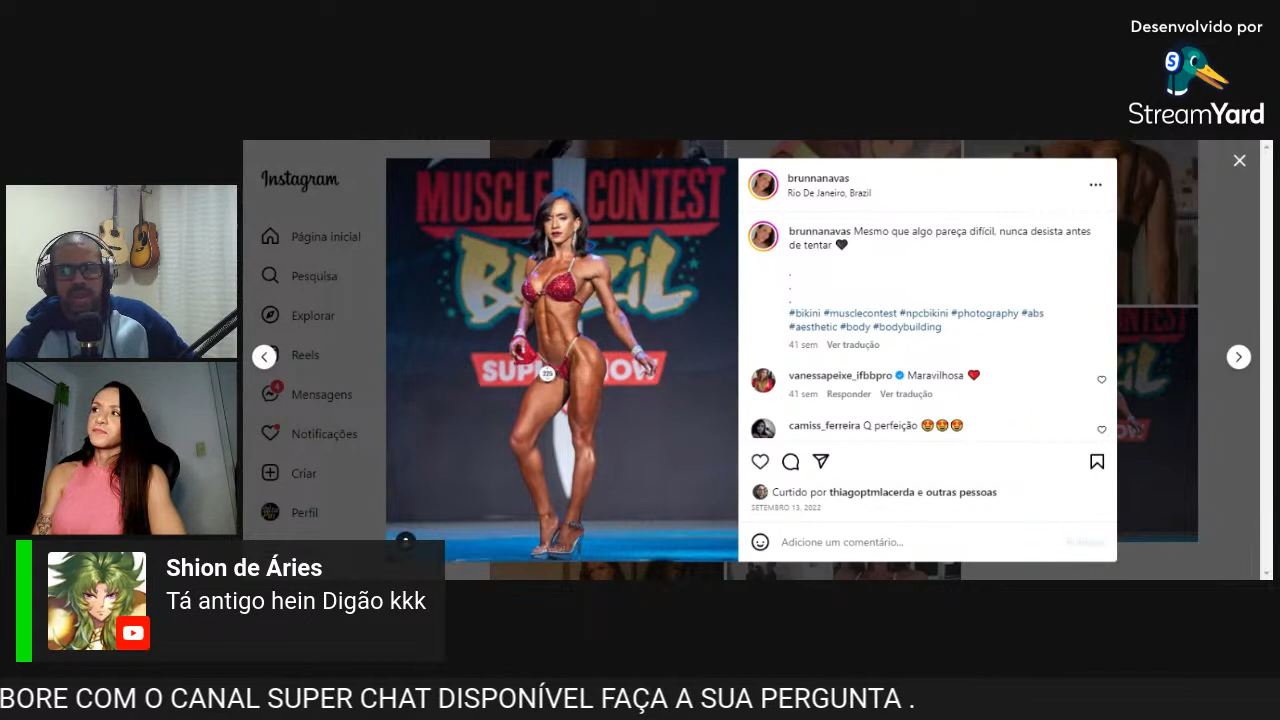 Desenvolvido por
StreamYard
Instagram
Página inicial
Pesquisa
Explorar
Reels
4
Mensagens
Notificações
Criar
Perfil
MUSCLE CONTEST
BRAZIL
SUPER SHOW
225
brunnanavas
Rio De Janeiro, Brazil
brunnanavas Mesmo que algo pareça difícil, nunca desista antes
de tentar 🖤
.
.
.
#bikini #musclecontest #npcbikini #photography #abs
#aesthetic #body #bodybuilding
41 sem Ver tradução
vanessapeixe_ifbbpro Maravilhosa ❤️
41 sem Responder Ver tradução
camiss_ferreira Q perfeição 😍😍😍
Curtido por thiagoptmlacerda e outras pessoas
SETEMBRO 13, 2022
Adicione um comentário...
Shion de Áries
Tá antigo hein Digão kkk
BORE COM O CANAL SUPER CHAT DISPONÍVEL FAÇA A SUA PERGUNTA .